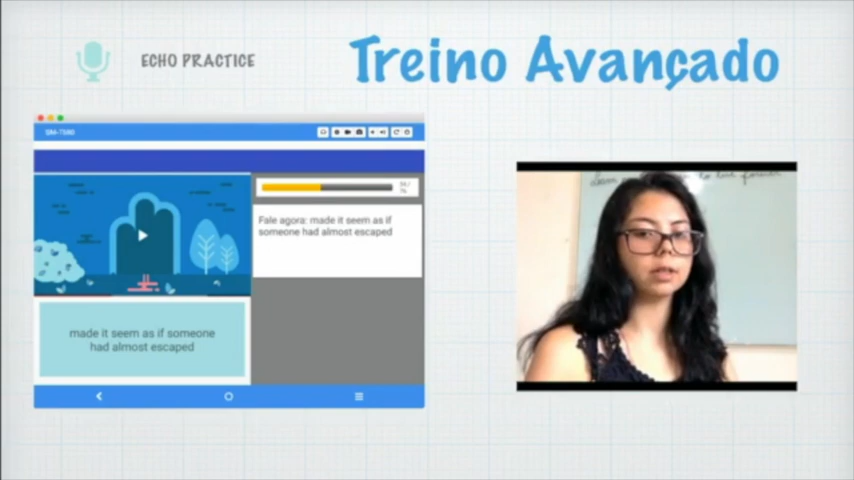 ECHO PRACTICE
Treino Avançado
Fale agora: made it seem as if
someone had almost escaped
made it seem as if someone
had almost escaped